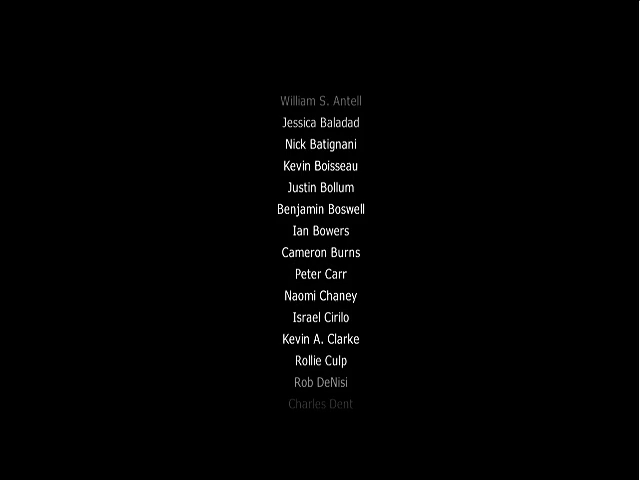 William S. Antell
Jessica Baladad
Nick Batignani
Kevin Boisseau
Justin Bollum
Benjamin Boswell
Ian Bowers
Cameron Burns
Peter Carr
Naomi Chaney
Israel Cirilo
Kevin A. Clarke
Rollie Culp
Rob DeNisi
Charles Dent